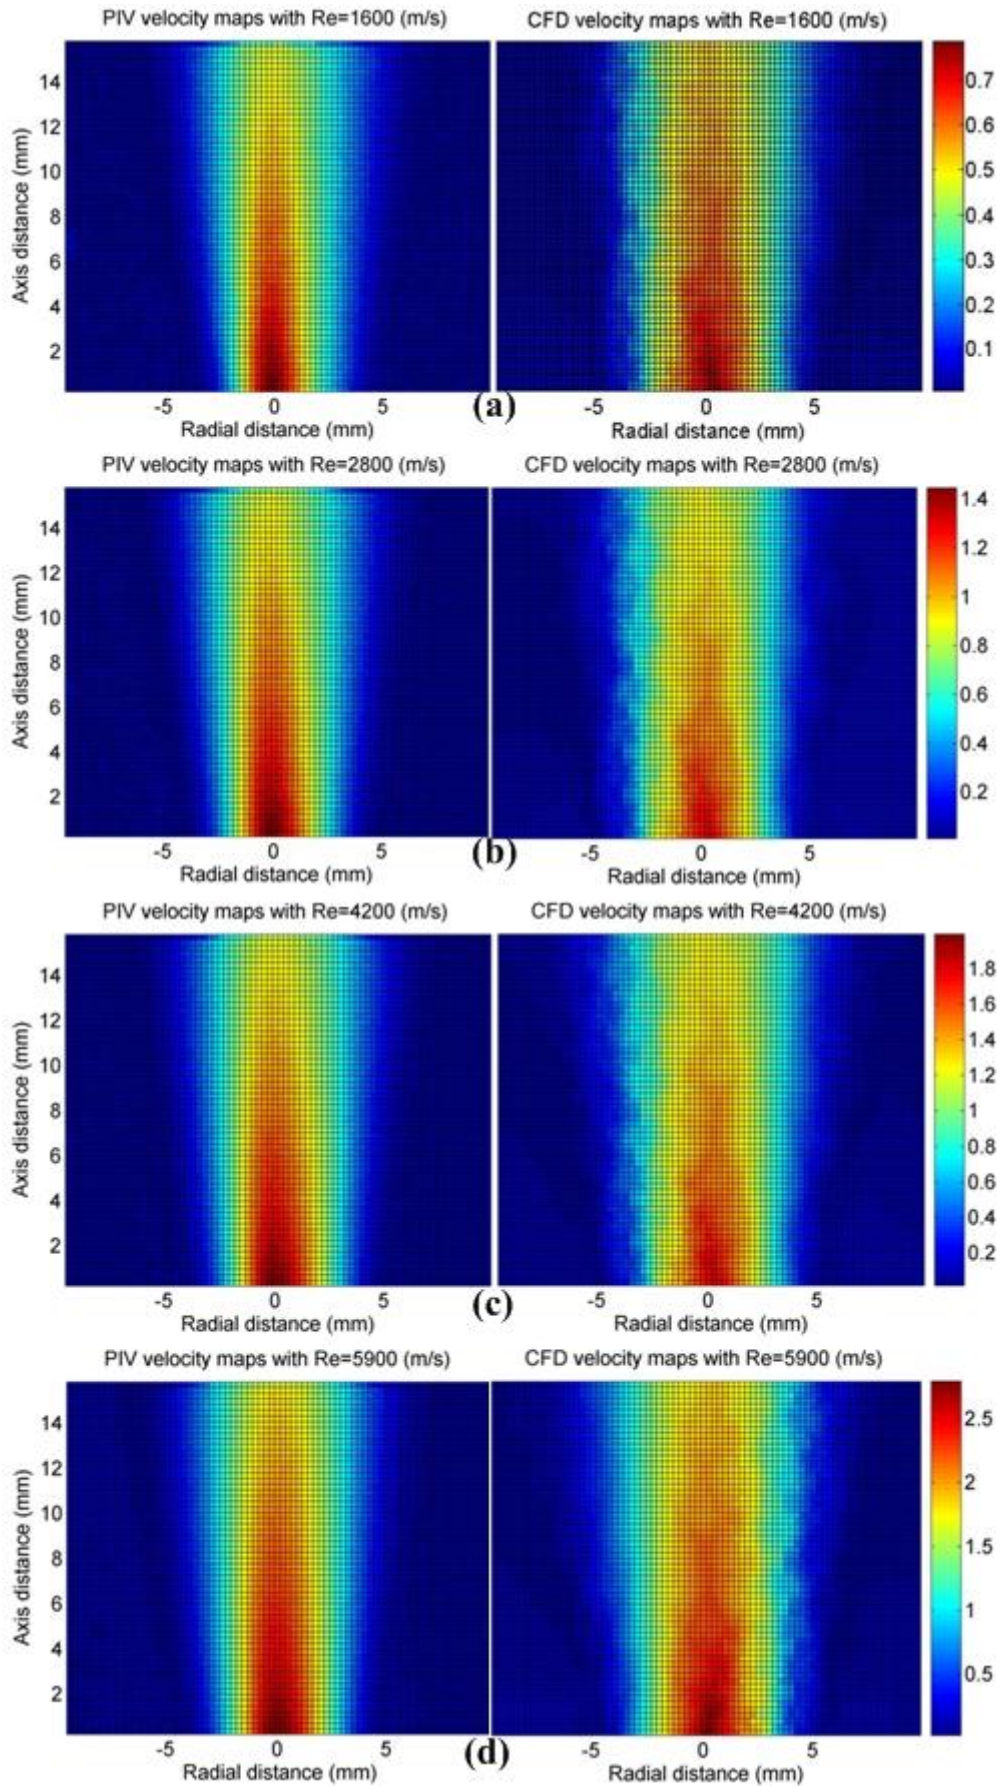 PIV velocity maps with Re=1600 (m/s) CFD velocity maps with Re=1600 (m/s)
Axis distance (mm)
14
12
10
8
6
4
2
0.7
0.6
0.5
0.4
0.3
0.2
0.1
-5 0 5 -5 0 5
(a)
Radial distance (mm) Radial distance (mm)
PIV velocity maps with Re=2800 (m/s) CFD velocity maps with Re=2800 (m/s)
Axis distance (mm)
14
12
10
8
6
4
2
1.4
1.2
1
0.8
0.6
0.4
0.2
-5 0 5 -5 0 5
(b)
Radial distance (mm) Radial distance (mm)
PIV velocity maps with Re=4200 (m/s) CFD velocity maps with Re=4200 (m/s)
Axis distance (mm)
14
12
10
8
6
4
2
1.8
1.6
1.4
1.2
1
0.8
0.6
0.4
0.2
-5 0 5 -5 0 5
(c)
Radial distance (mm) Radial distance (mm)
PIV velocity maps with Re=5900 (m/s) CFD velocity maps with Re=5900 (m/s)
Axis distance (mm)
14
12
10
8
6
4
2
2.5
2
1.5
1
0.5
-5 0 5 -5 0 5
(d)
Radial distance (mm) Radial distance (mm)